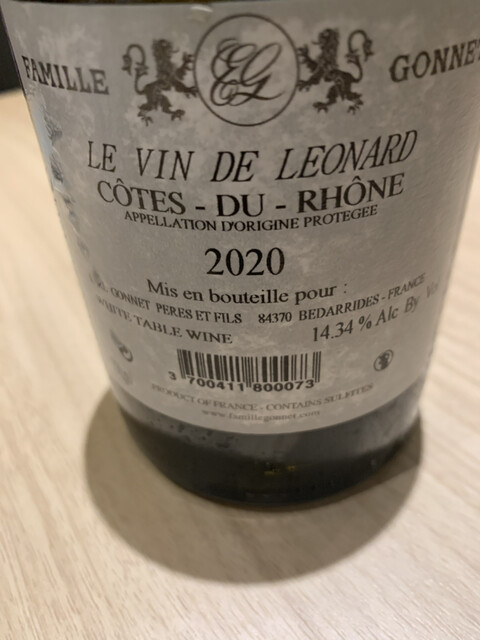 FAMILLE EG GONNET
LE VIN DE LEONARD
CÔTES - DU - RHÔNE
APPELLATION D'ORIGINE PROTEGEE
2020
Mis en bouteille pour :
GONNET PERES ET FILS 84370 BEDARRIDES - FRANCE
WHITE TABLE WINE 14.34 % Alc By
3 700411 800073
PRODUCT OF FRANCE - CONTAINS SULFITES
www.famillegonnet.com